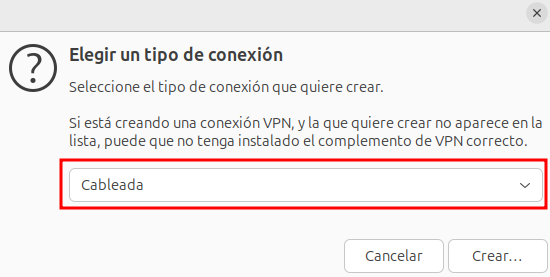 Elegir un tipo de conexión
Seleccione el tipo de conexión que quiere crear.
Si está creando una conexión VPN, y la que quiere crear no aparece en la
lista, puede que no tenga instalado el complemento de VPN correcto.
Cableada
Cancelar
Crear…